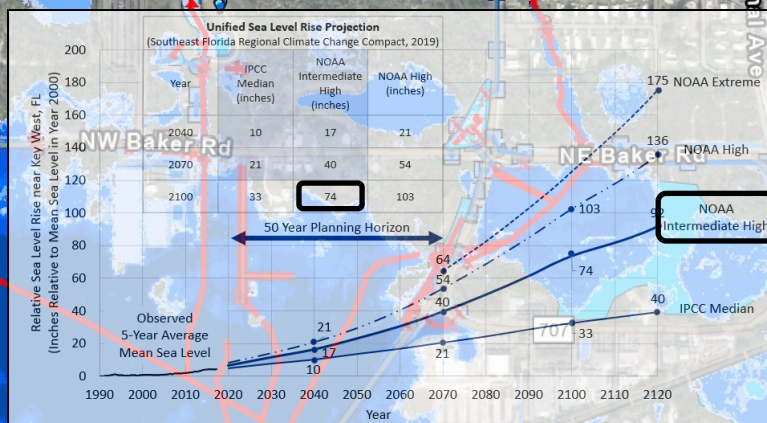 Unified Sea Level Rise Projection
(Southeast Florida Regional Climate Change Compact, 2019)
Year
IPCC
Median
(inches)
NOAA
Intermediate
High
(inches)
NOAA High
(inches)
2040 10 17 21
2070 21 40 54
2100 33 74 103
NW Baker Rd
NE Baker Rd
al Ave
50 Year Planning Horizon
Relative Sea Level Rise near Key West, FL
(Inches Relative to Mean Sea Level in Year 2000)
200
180
160
140
120
100
80
60
40
20
0
Observed
5-Year Average
Mean Sea Level
175 NOAA Extreme
136 NOAA High
92 NOAA
Intermediate High
40 IPCC Median
103
74
33
64
54
40
21
21
17
10
707
1990 2000 2010 2020 2030 2040 2050 2060 2070 2080 2090 2100 2110 2120
Year